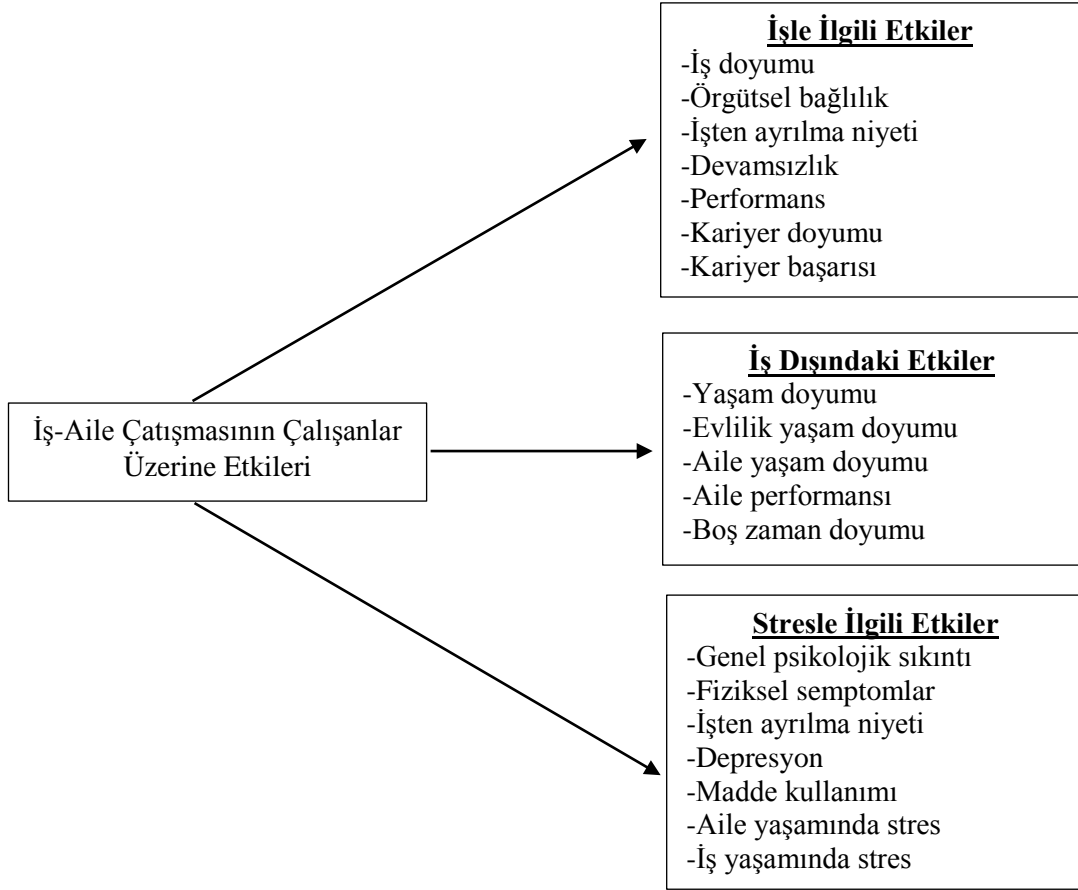 İşle İlgili Etkiler
-İş doyumu
-Örgütsel bağlılık
-İşten ayrılma niyeti
-Devamsızlık
-Performans
-Kariyer doyumu
-Kariyer başarısı
İş-Aile Çatışmasının Çalışanlar
Üzerine Etkileri
İş Dışındaki Etkiler
-Yaşam doyumu
-Evlilik yaşam doyumu
-Aile yaşam doyumu
-Aile performansı
-Boş zaman doyumu
Stresle İlgili Etkiler
-Genel psikolojik sıkıntı
-Fiziksel semptomlar
-İşten ayrılma niyeti
-Depresyon
-Madde kullanımı
-Aile yaşamında stres
-İş yaşamında stres